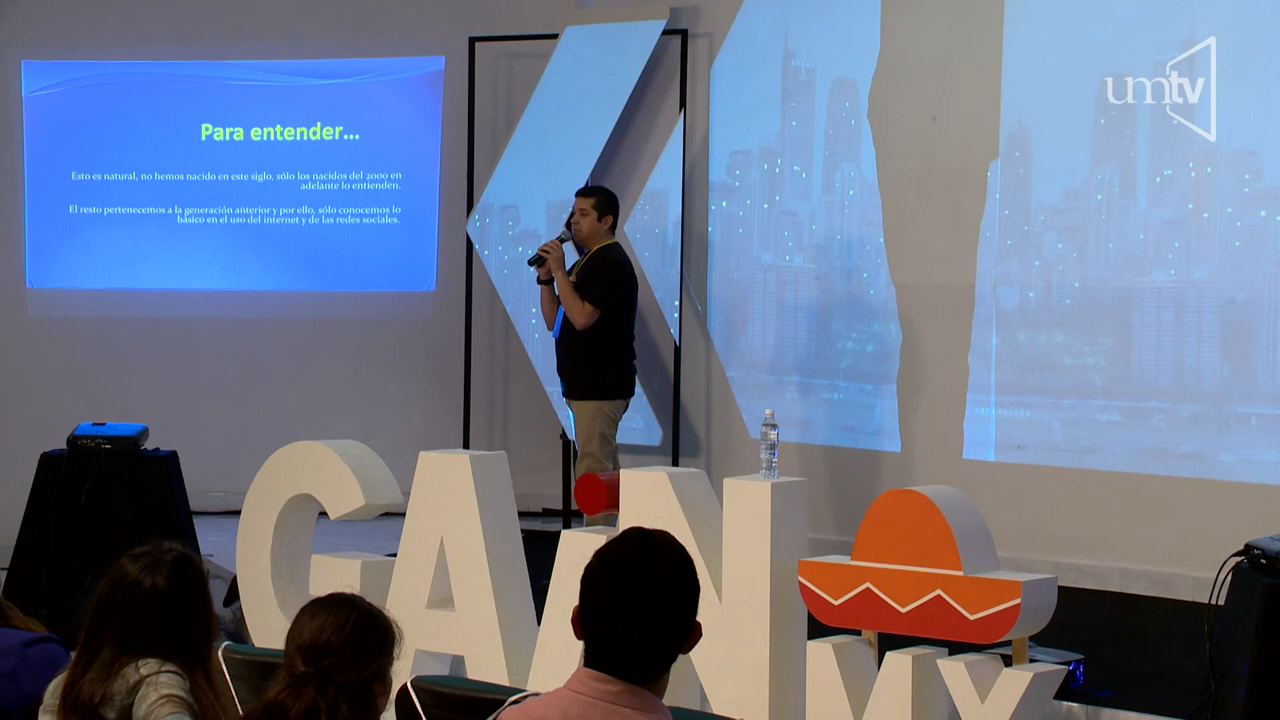 umtv
Para entender...
Esto es natural, no hemos nacido en este siglo, sólo los nacidos del 2000 en
adelante lo entienden.
El resto pertenecemos a la generación anterior y por ello, sólo conocemos lo
básico en el uso del internet y de las redes sociales.
GAiN
MX